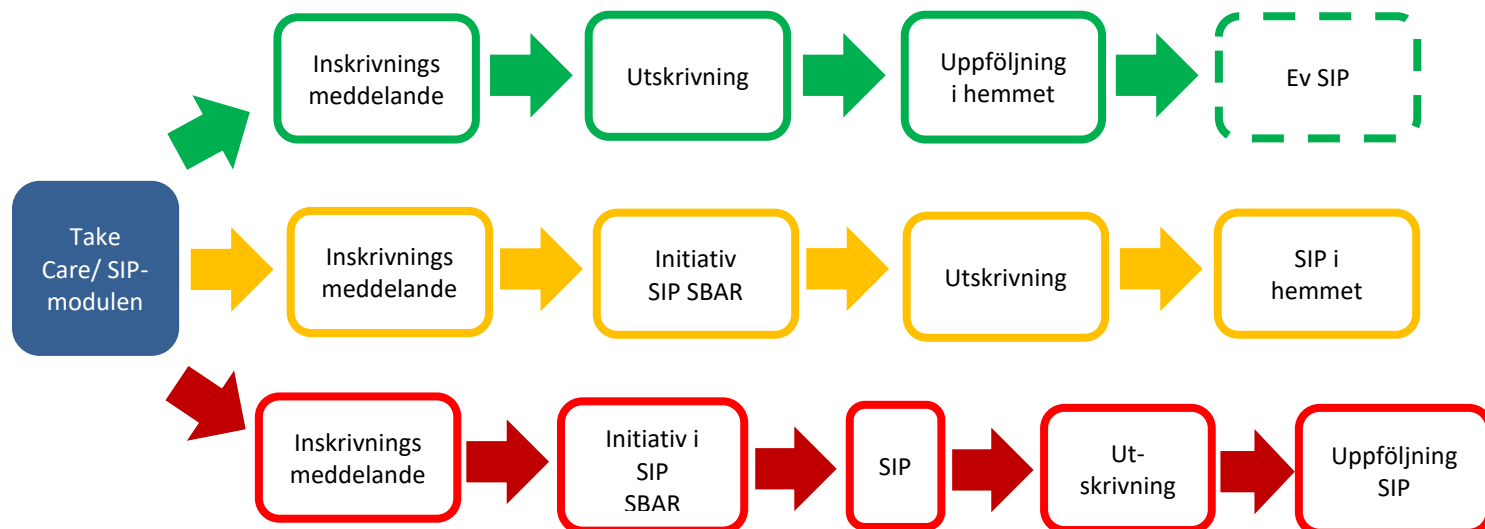 Inskrivnings
meddelande
Utskrivning
Uppföljning
i hemmet
Ev SIP
Take
Care/ SIP-
modulen
Inskrivnings
meddelande
Initiativ
SIP SBAR
Utskrivning
SIP i
hemmet
Inskrivnings
meddelande
Initiativ i
SIP
SBAR
SIP
Ut-
skrivning
Uppföljning
SIP